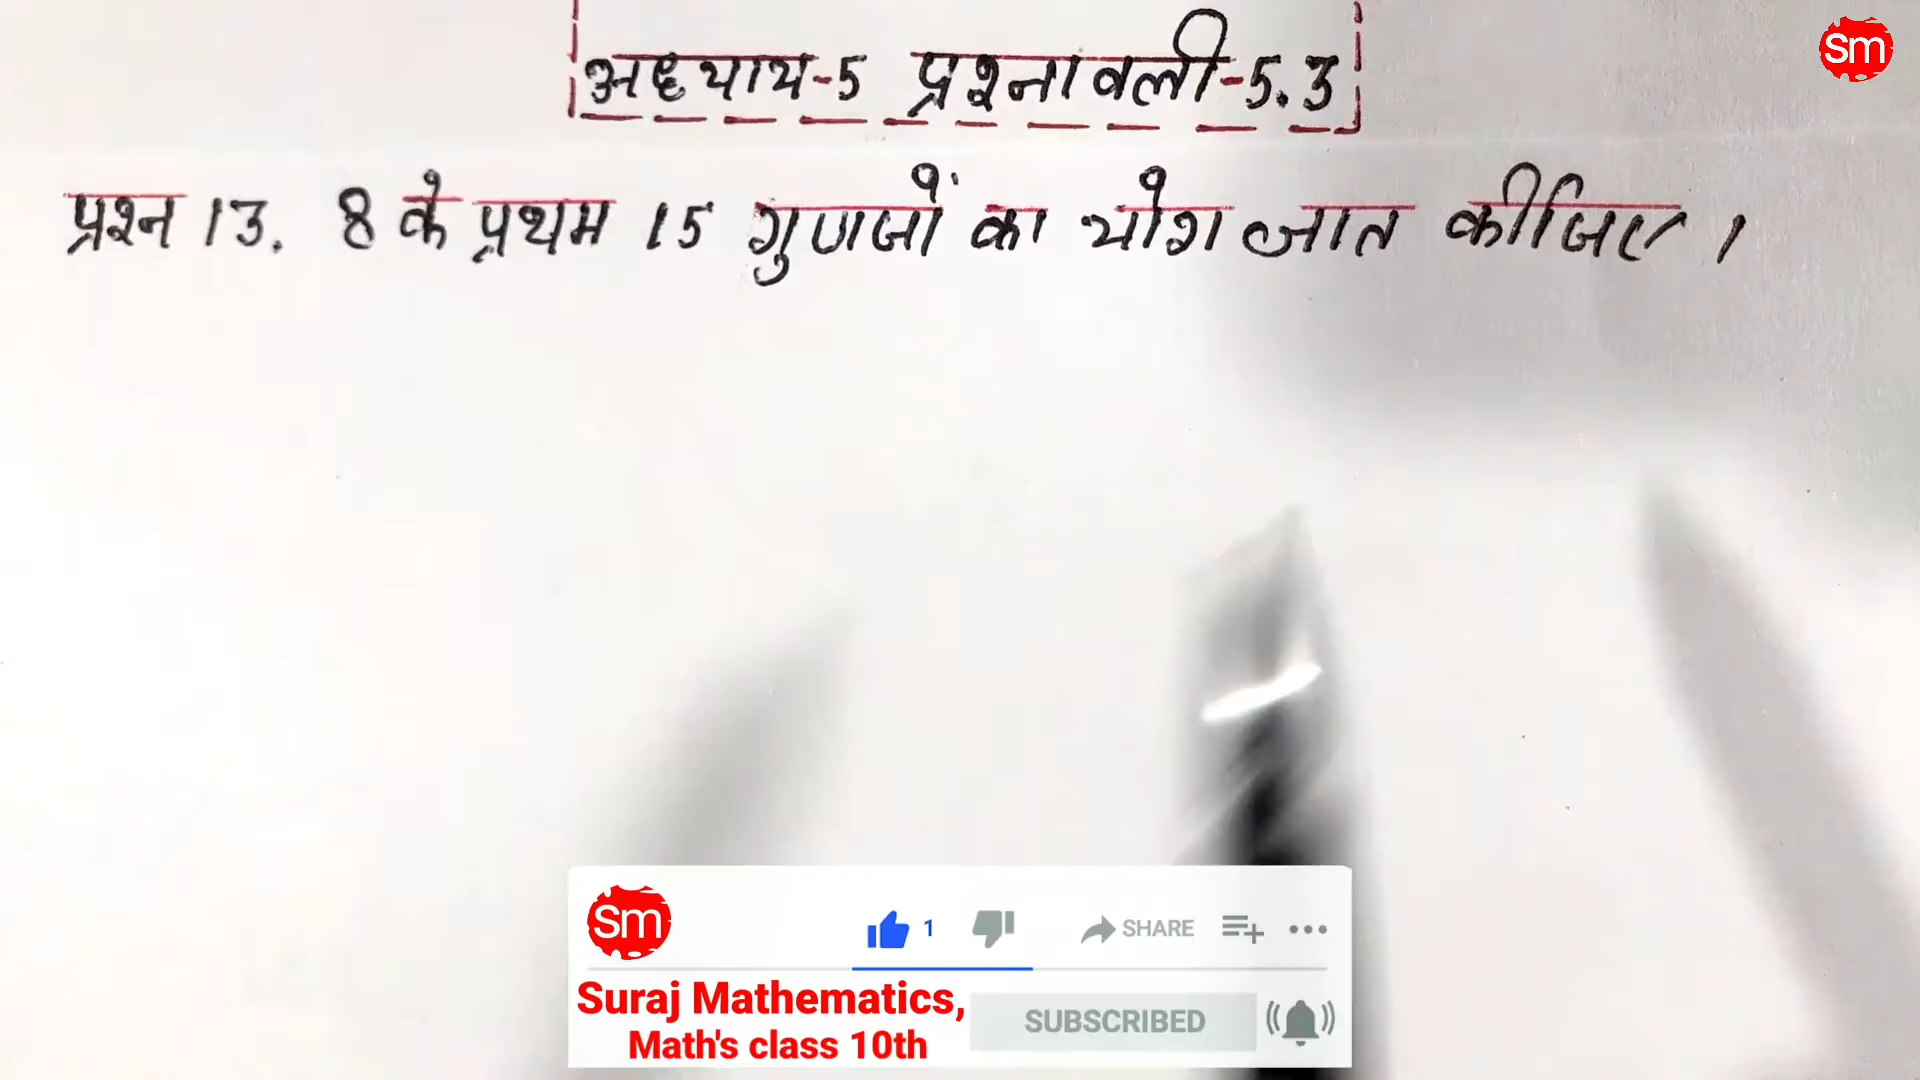 Sm
अध्याय-5 प्रश्नावली-5.3
प्रश्न 13. 8 के प्रथम 15 गुणजों का योग ज्ञात कीजिए।
Sm
1
SHARE
Suraj Mathematics,
Math's class 10th
SUBSCRIBED